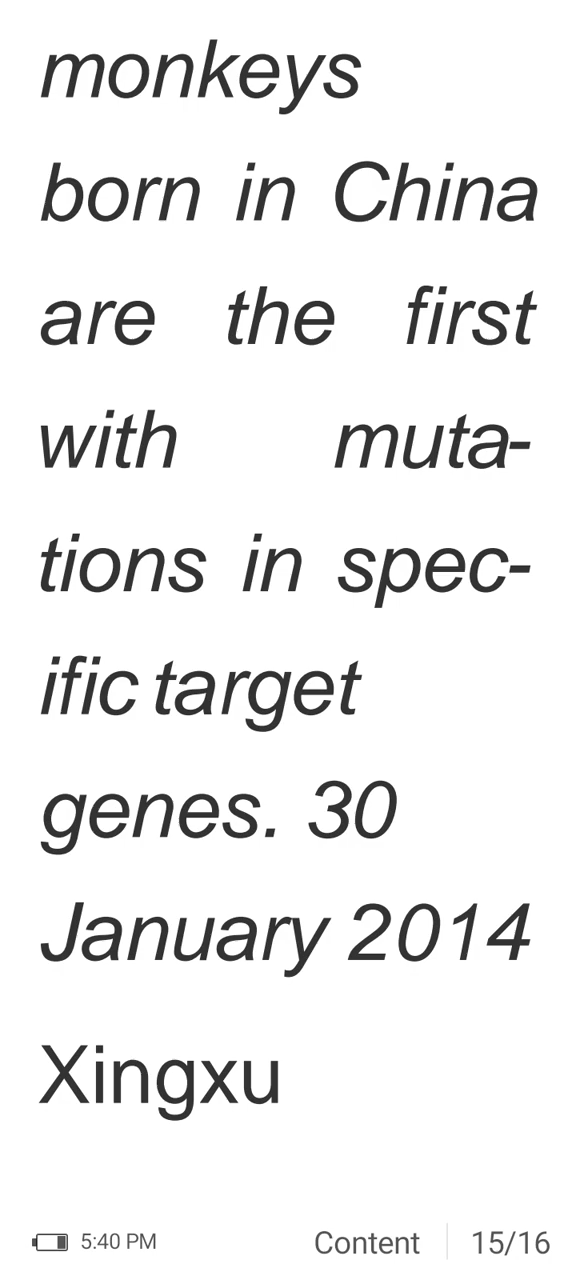 monkeys
born in China
are the first
with muta-
tions in spec-
ific target
genes. 30
January 2014
Xingxu
5:40 PM Content 15/16